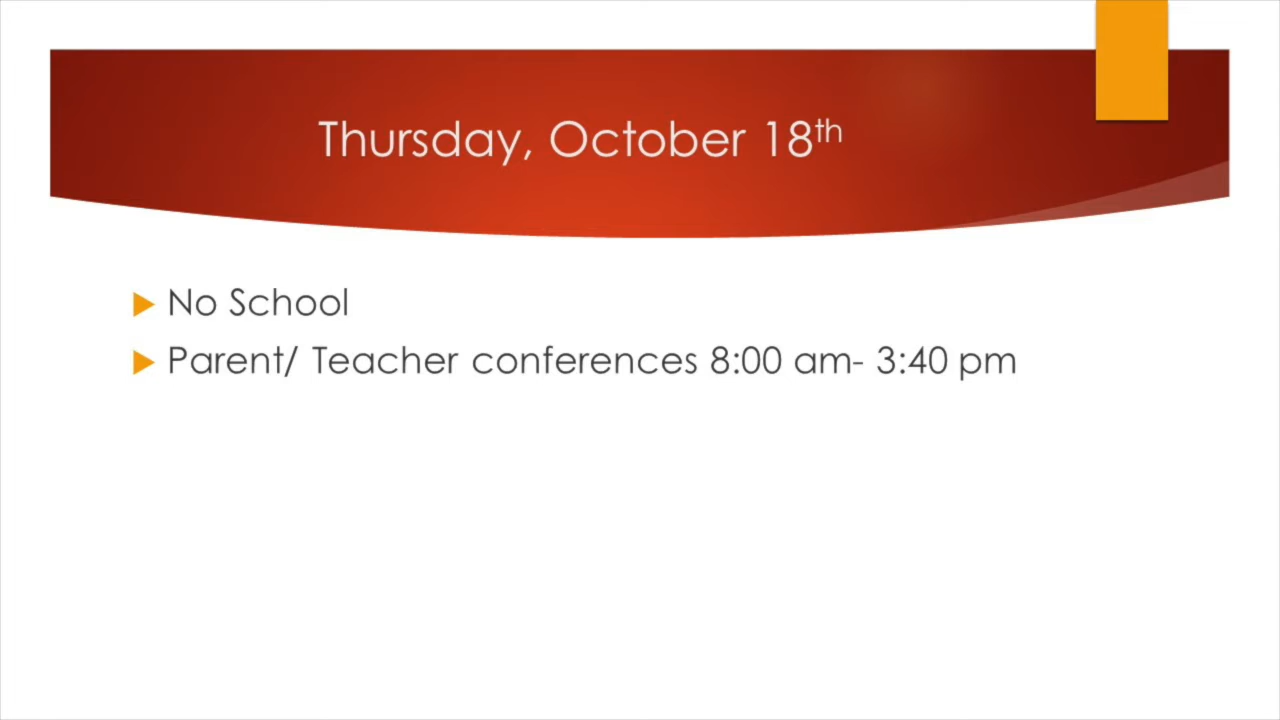 Thursday, October 18th
No School
Parent/ Teacher conferences 8:00 am- 3:40 pm